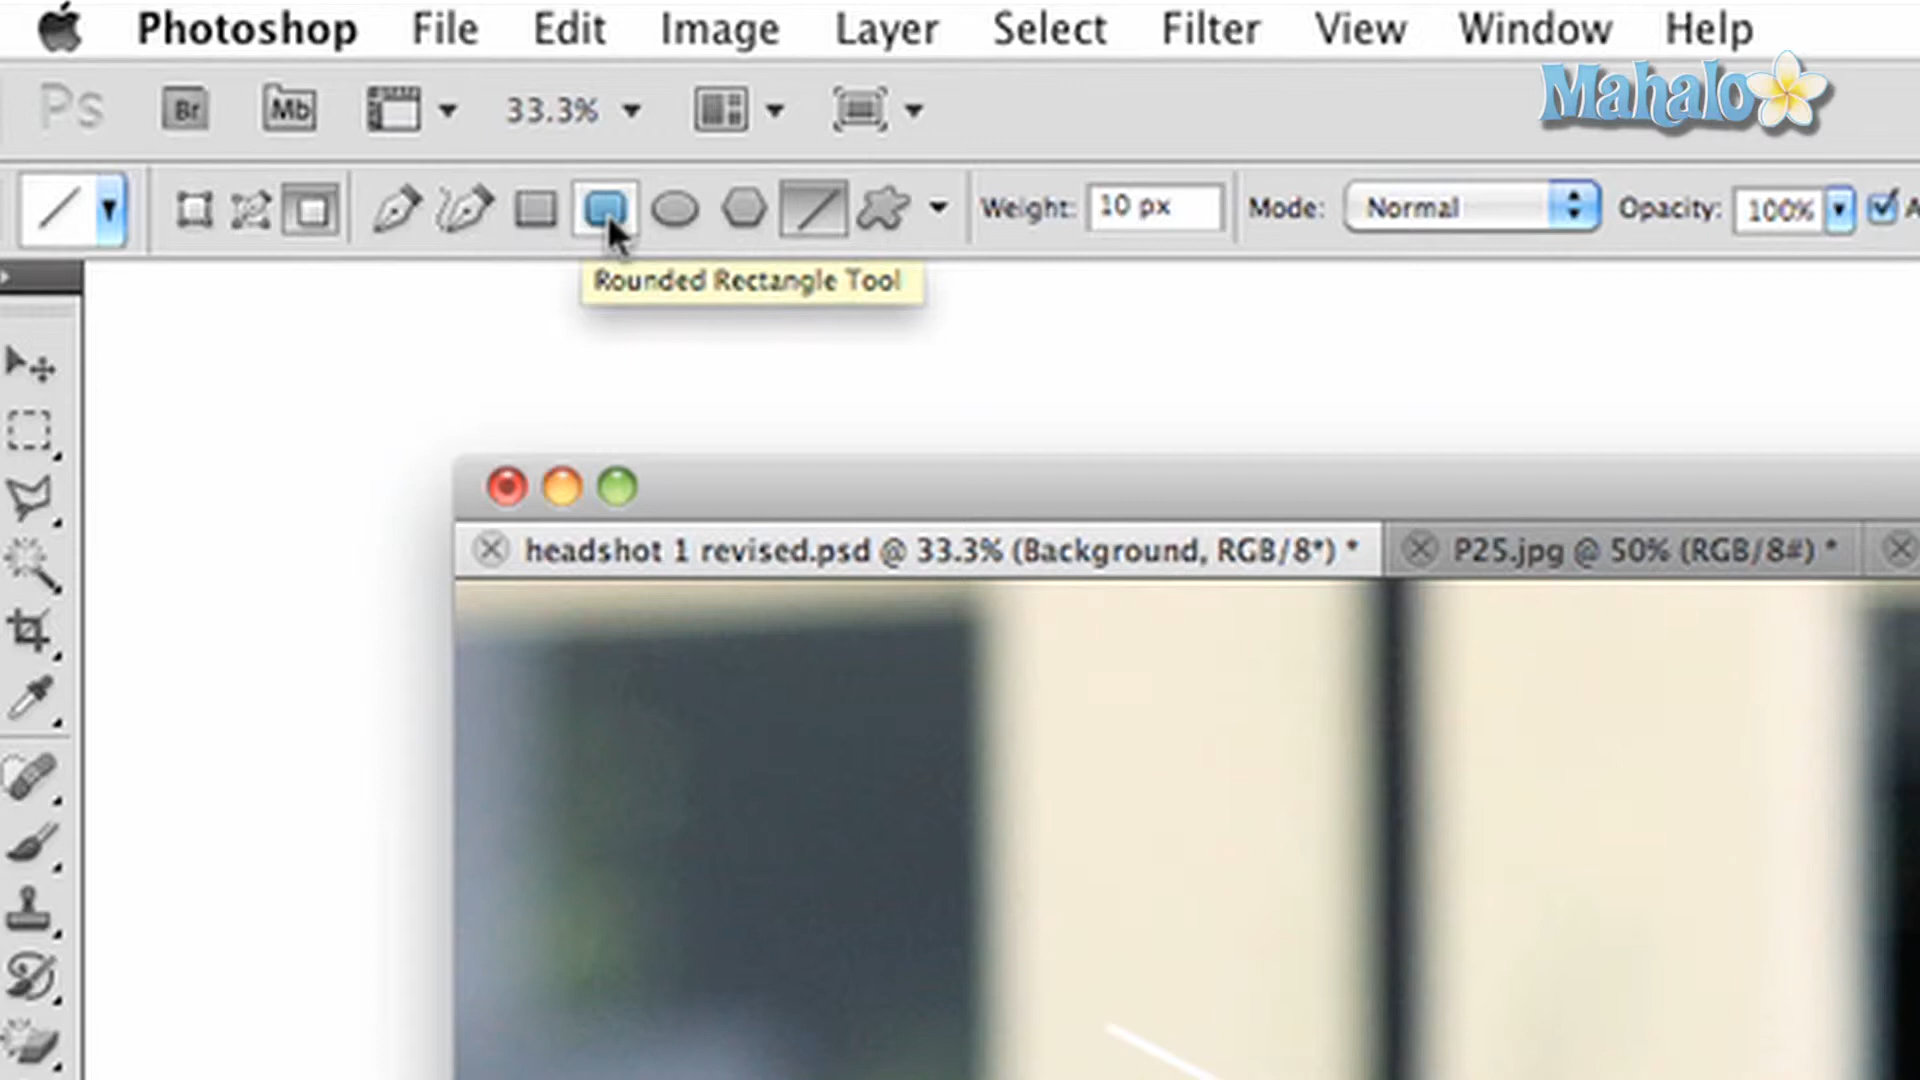 Photoshop File Edit Image Layer Select Filter View Window Help
Mahalo
Ps Br Mb 33.3%
Weight: 10 px Mode: Normal Opacity: 100% A
Rounded Rectangle Tool
headshot 1 revised.psd @ 33.3% (Background, RGB/8*) * P25.jpg @ 50% (RGB/8#) *